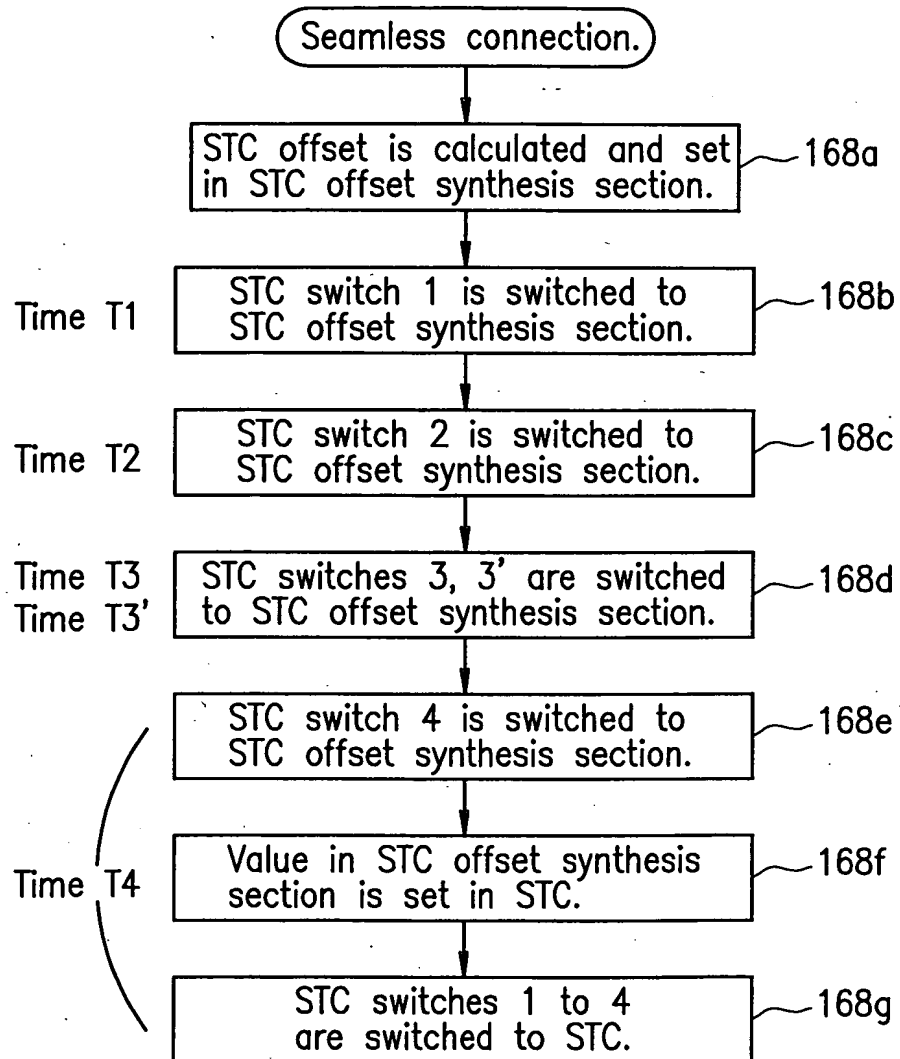 Seamless connection.
STC offset is calculated and set
in STC offset synthesis section.
168a
Time T1
STC switch 1 is switched to
STC offset synthesis section.
168b
Time T2
STC switch 2 is switched to
STC offset synthesis section.
168c
Time T3
Time T3'
STC switches 3, 3' are switched
to STC offset synthesis section.
168d
STC switch 4 is switched to
STC offset synthesis section.
168e
Time T4
Value in STC offset synthesis
section is set in STC.
168f
STC switches 1 to 4
are switched to STC.
168g